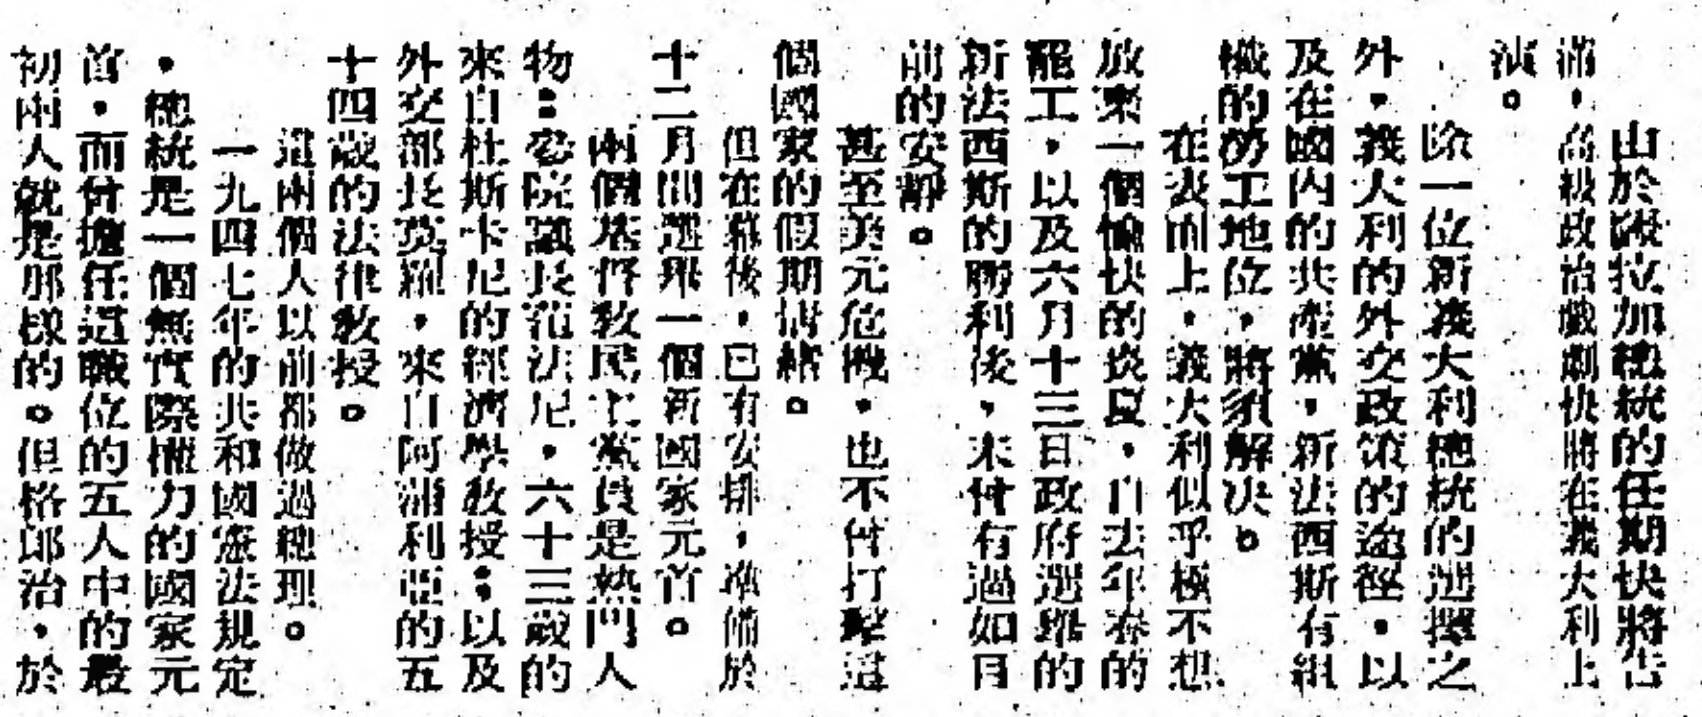 由於薩拉加總統的任期快將告
滿，高級政治戲劇快將在義大利上
演。
除一位新義大利總統的選擇之
外，義大利的外交政策的途徑，以
及在國內的共產黨，新法西斯有組
織的勞工地位，將須解决。
在表面上，義大利似乎極不想
放棄一個愉快的炎夏，自去年春的
罷工，以及六月十三日政府選舉的
新法西斯的勝利後，未曾有過如目
前的安靜。
甚至美元危機，也不曾打擊這
個國家的假期情緒。
但在幕後，已有安排，準備於
十二月間選舉一個新國家元首。
兩個基督教民主黨員是熱門人
物：參院議長范法尼，六十三歲的
來自杜斯卡尼的經濟學教授；以及
外交部長莫羅，來自阿浦利亞的五
十四歲的法律教授。
這兩個人以前都做過總理。
一九四七年的共和國憲法規定
，總統是一個無實際權力的國家元
首，而曾擔任這職位的五人中的最
初兩人就是那樣的。但格郎治，於